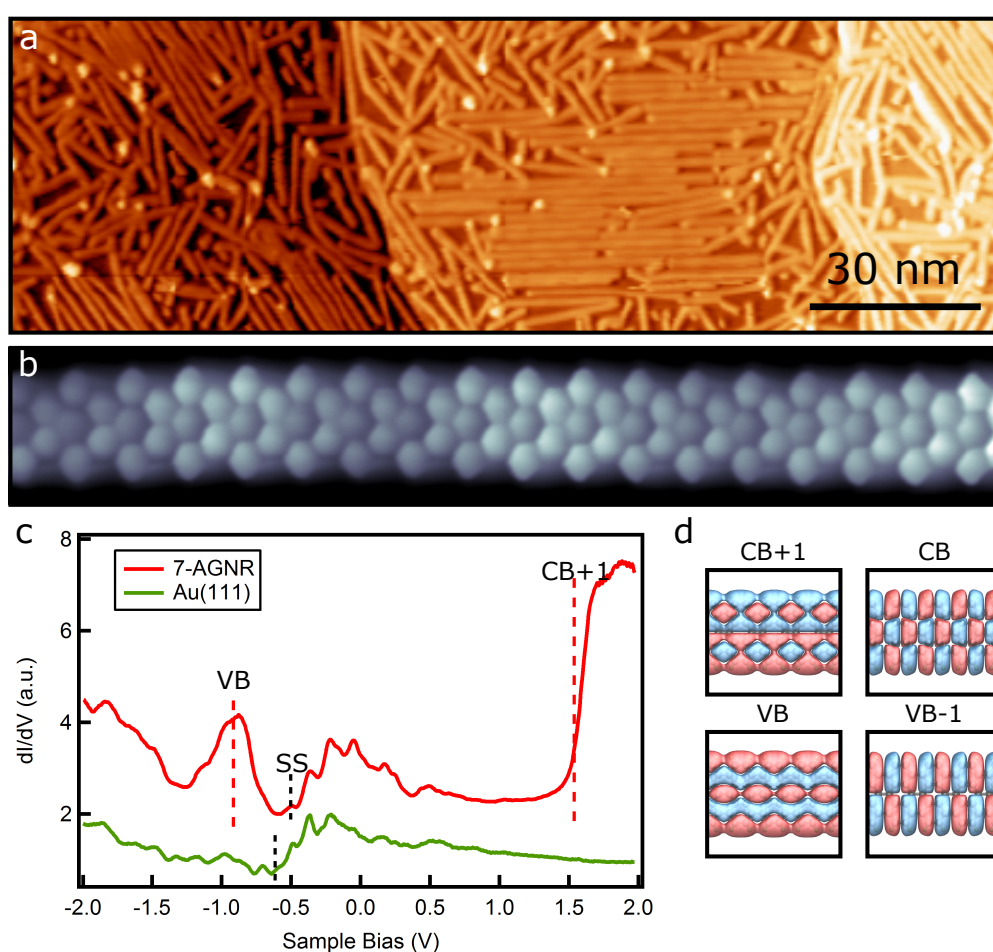 a
30 nm
b
c
d
8
6
4
2
dI/dV (a.u.)
7-AGNR
Au(111)
VB
SS
CB+1
-2.0 -1.5 -1.0 -0.5 0.0 0.5 1.0 1.5 2.0
Sample Bias (V)
CB+1 CB
VB VB-1